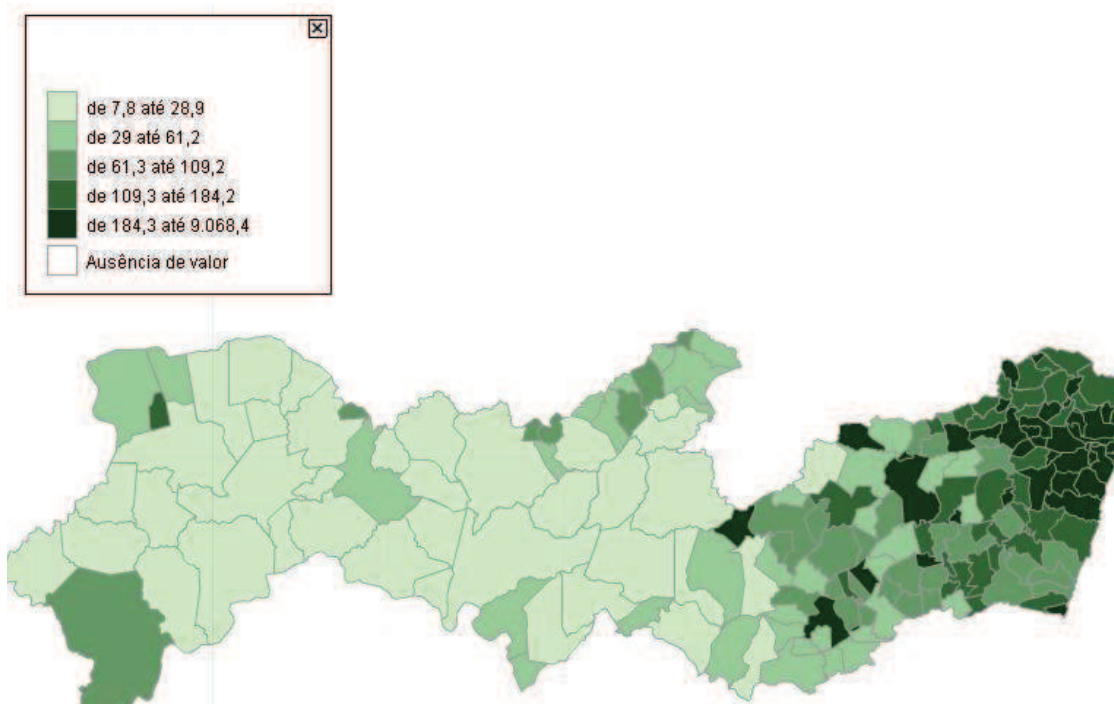 de 7,8 até 28,9
de 29 até 61,2
de 61,3 até 109,2
de 109,3 até 184,2
de 184,3 até 9.068,4
Ausência de valor